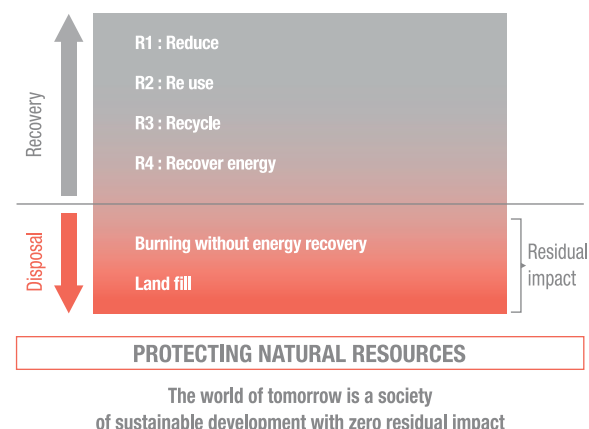 Recovery
R1 : Reduce
R2 : Re use
R3 : Recycle
R4 : Recover energy
Disposal
Burning without energy recovery
Land fill
Residual
impact
PROTECTING NATURAL RESOURCES
The world of tomorrow is a society
of sustainable development with zero residual impact